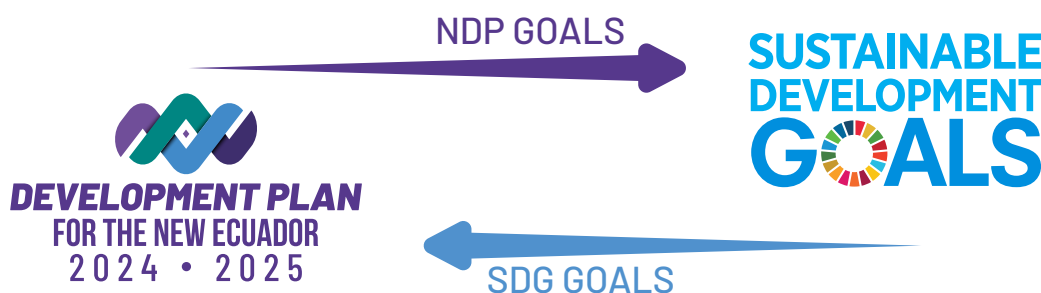 NDP GOALS
SUSTAINABLE
DEVELOPMENT
GOALS
DEVELOPMENT PLAN
FOR THE NEW ECUADOR
2024 • 2025
SDG GOALS